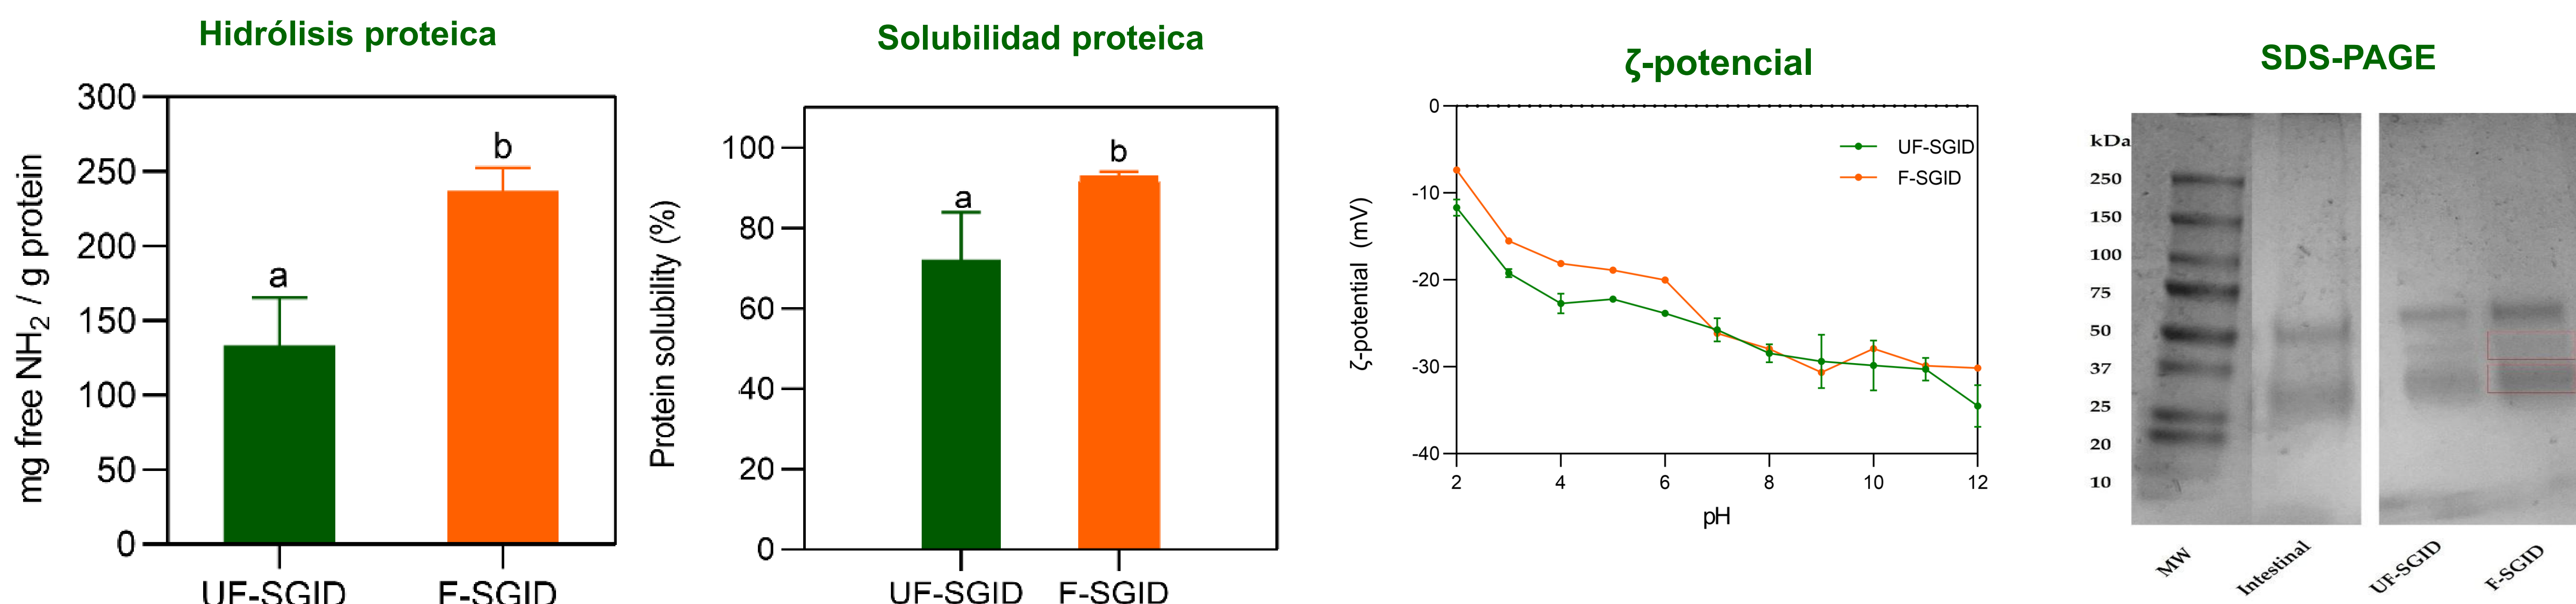 Hidrólisis proteica
mg free NH2 / g protein
300
250
200
150
100
50
0
a
b
UF-SGID
F-SGID
Solubilidad proteica
Protein solubility (%)
100
80
60
40
20
0
a
b
UF-SGID
F-SGID
ζ-potencial
ζ-potential (mV)
0
-10
-20
-30
-40
UF-SGID
F-SGID
2
4
6
8
10
12
pH
SDS-PAGE
kDa
250
150
100
75
50
37
25
20
10
MW
Intestinal
UF-SGID
F-SGID